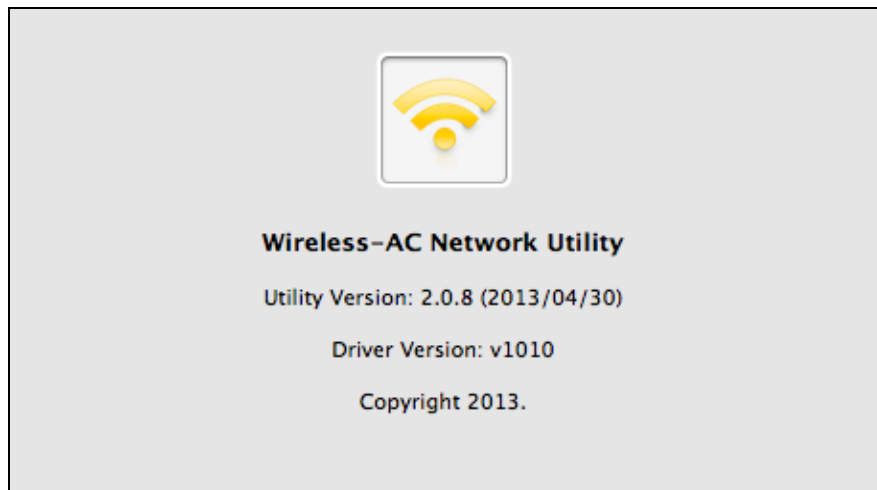 Wireless-AC Network Utility
Utility Version: 2.0.8 (2013/04/30)
Driver Version: v1010
Copyright 2013.